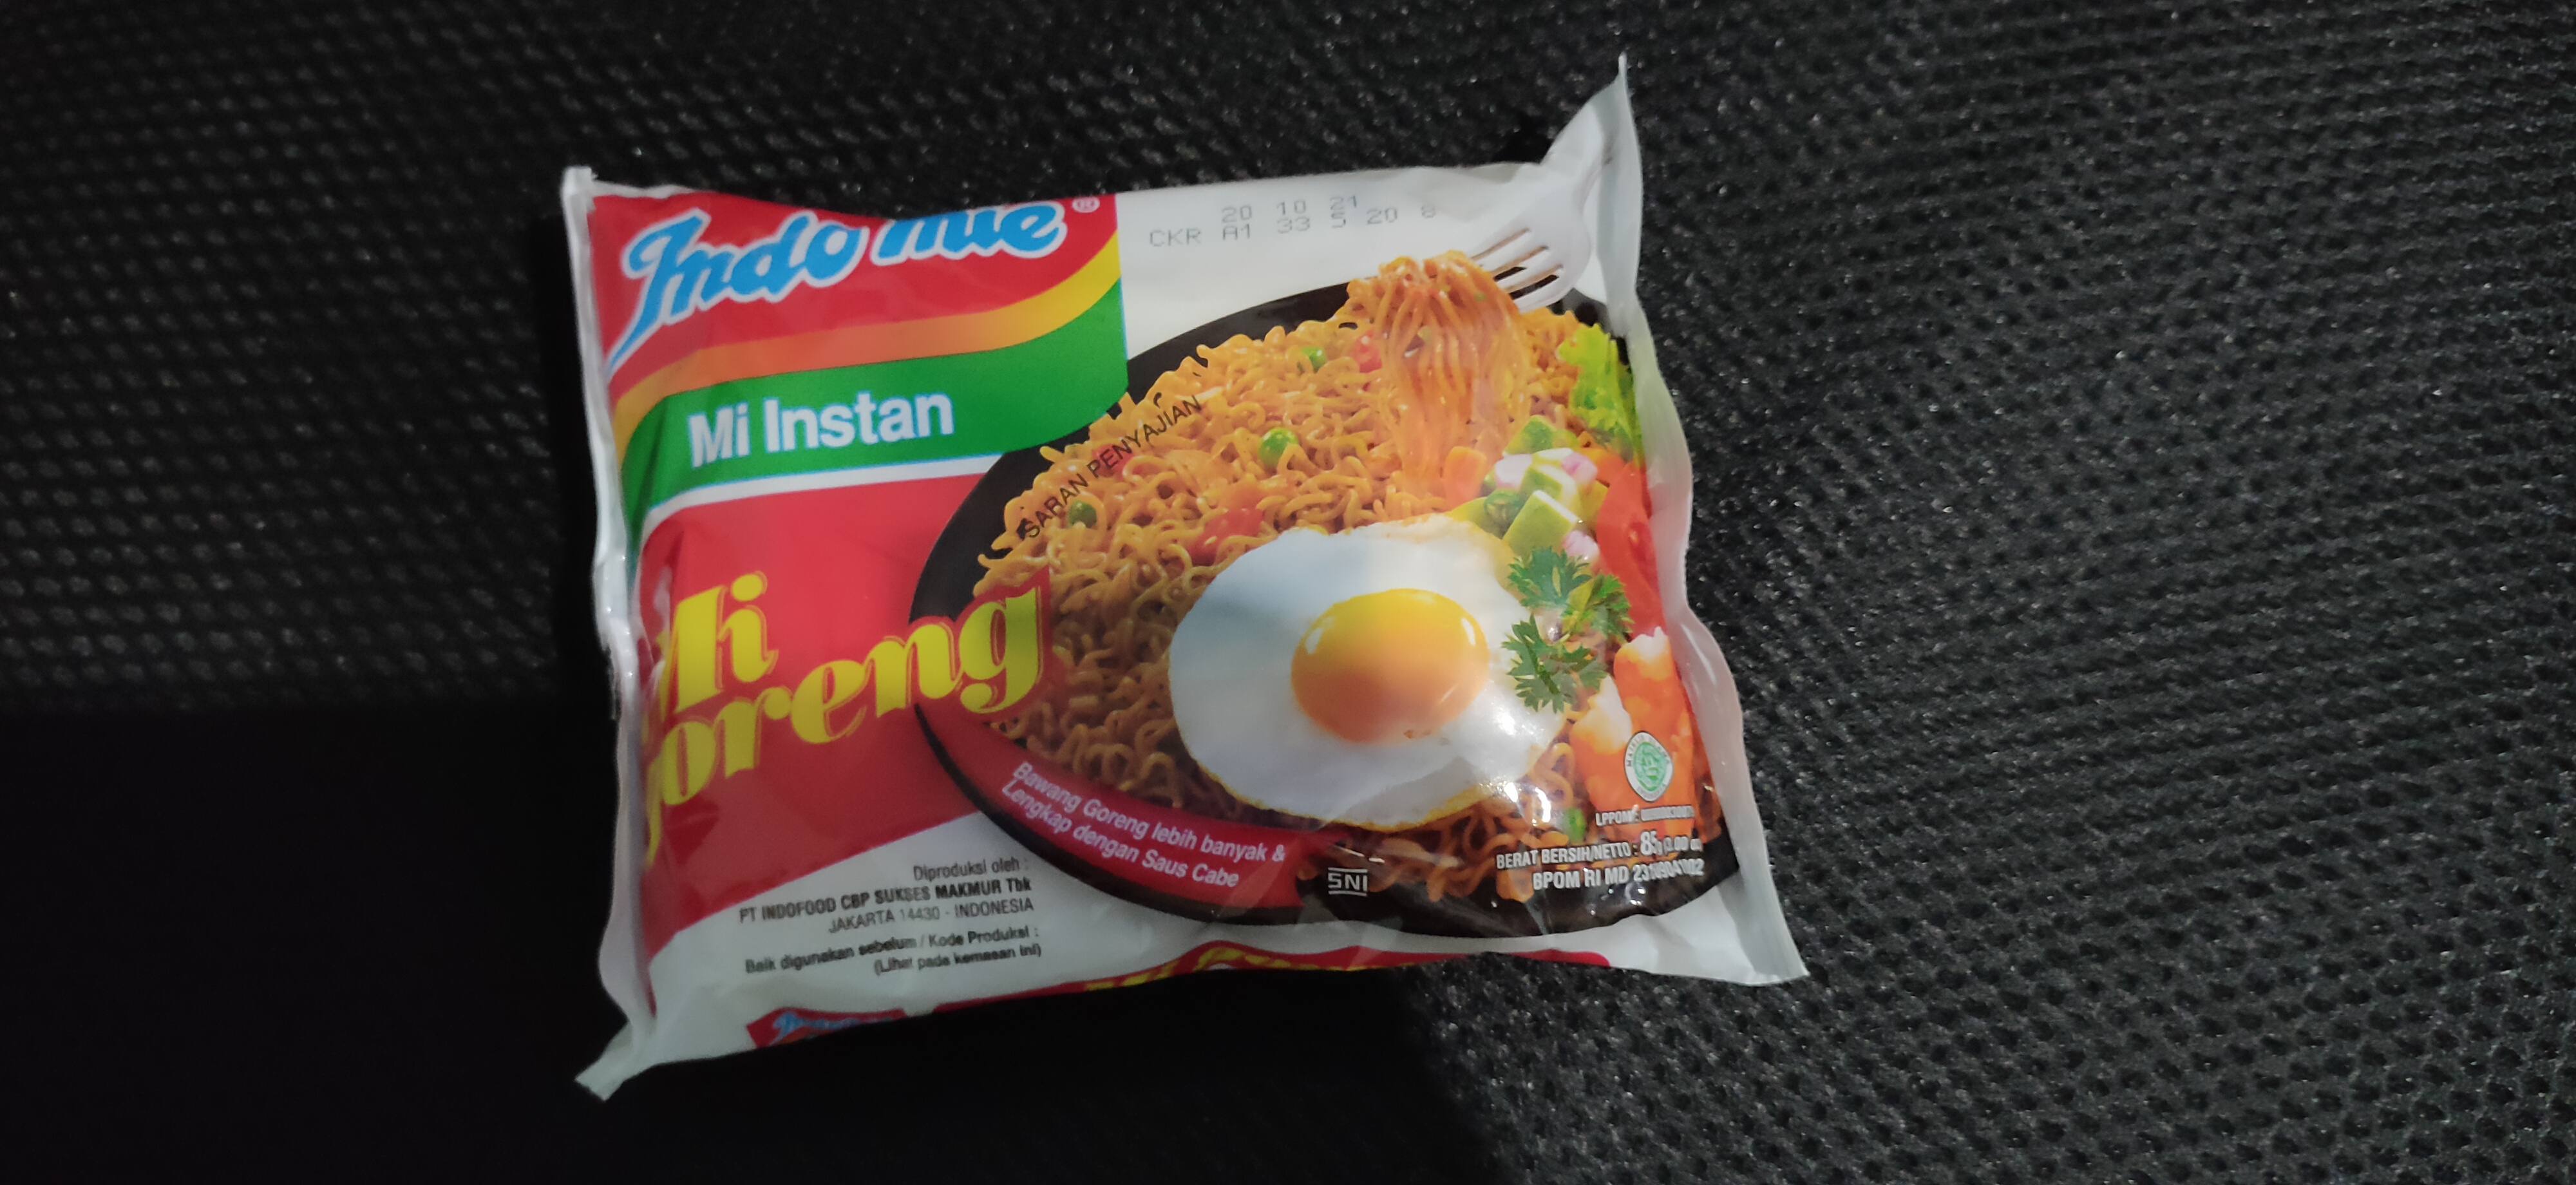 Indomie®
20 10 21
CKR A1 33 5 20 8
Mi Instan
SARAN PENYAJIAN
Mi
goreng
Bawang Goreng lebih banyak &
Lengkap dengan Saus Cabe
Diproduksi oleh :
PT INDOFOOD CBP SUKSES MAKMUR Tbk
JAKARTA 14430 - INDONESIA
Baik digunakan sebelum / Kode Produksi :
(Lihat pada kemasan ini)
SNI
LPPOM
BERAT BERSIH/NETTO : 85g
BPOM RI MD